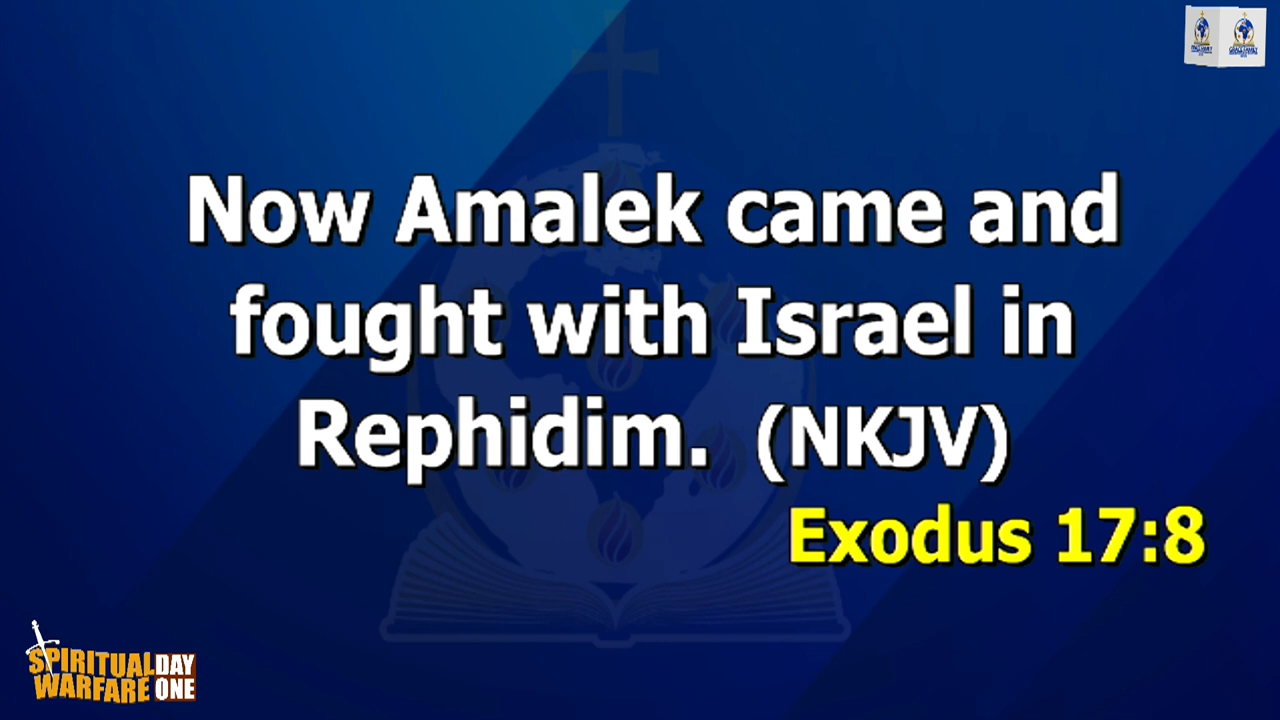 Now Amalek came and
fought with Israel in
Rephidim. (NKJV)
Exodus 17:8
SPIRITUAL DAY
WARFARE ONE